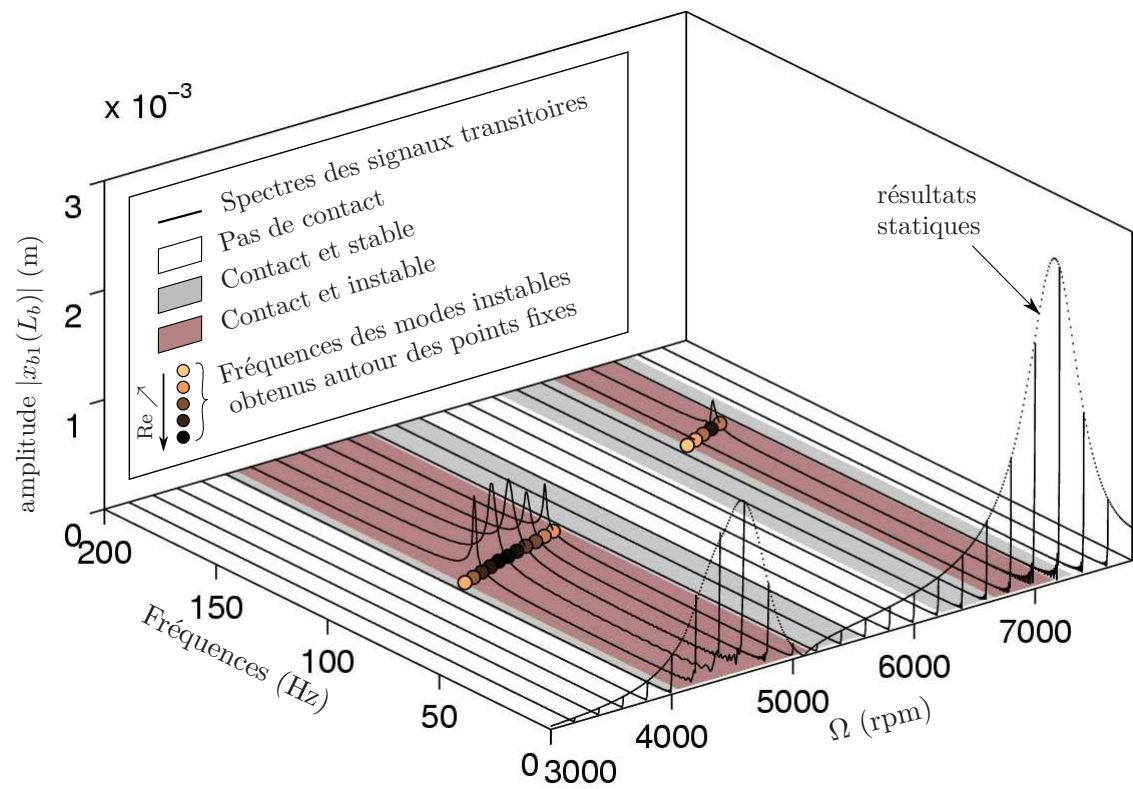 x 10⁻³
3
2
1
0
amplitude |x_{b1}(L_b)| (m)
Spectres des signaux transitoires
Pas de contact
Contact et stable
Contact et instable
Fréquences des modes instables
obtenus autour des points fixes
Re ↗
résultats
statiques
200
150
100
50
0
Fréquences (Hz)
3000
4000
5000
6000
7000
Ω (rpm)